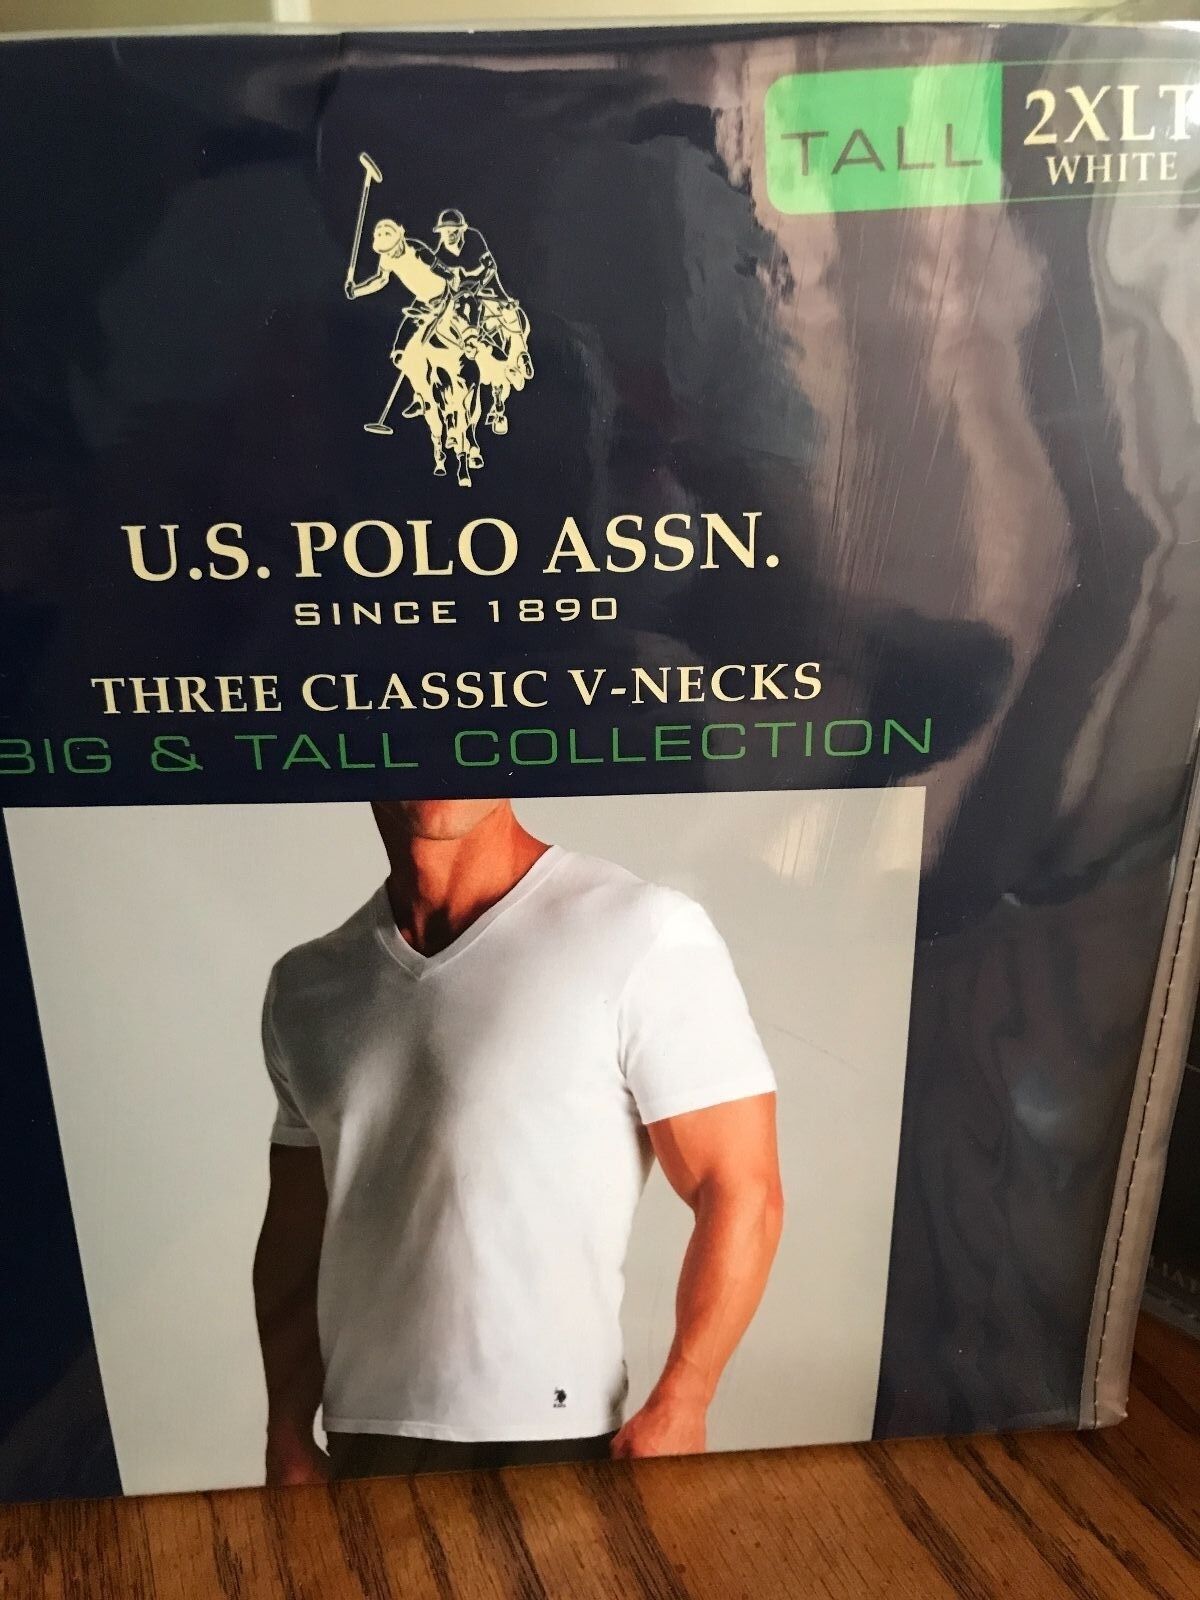 TALL
2XLT
WHITE
U.S. POLO ASSN.
SINCE 1890
THREE CLASSIC V-NECKS
BIG & TALL COLLECTION